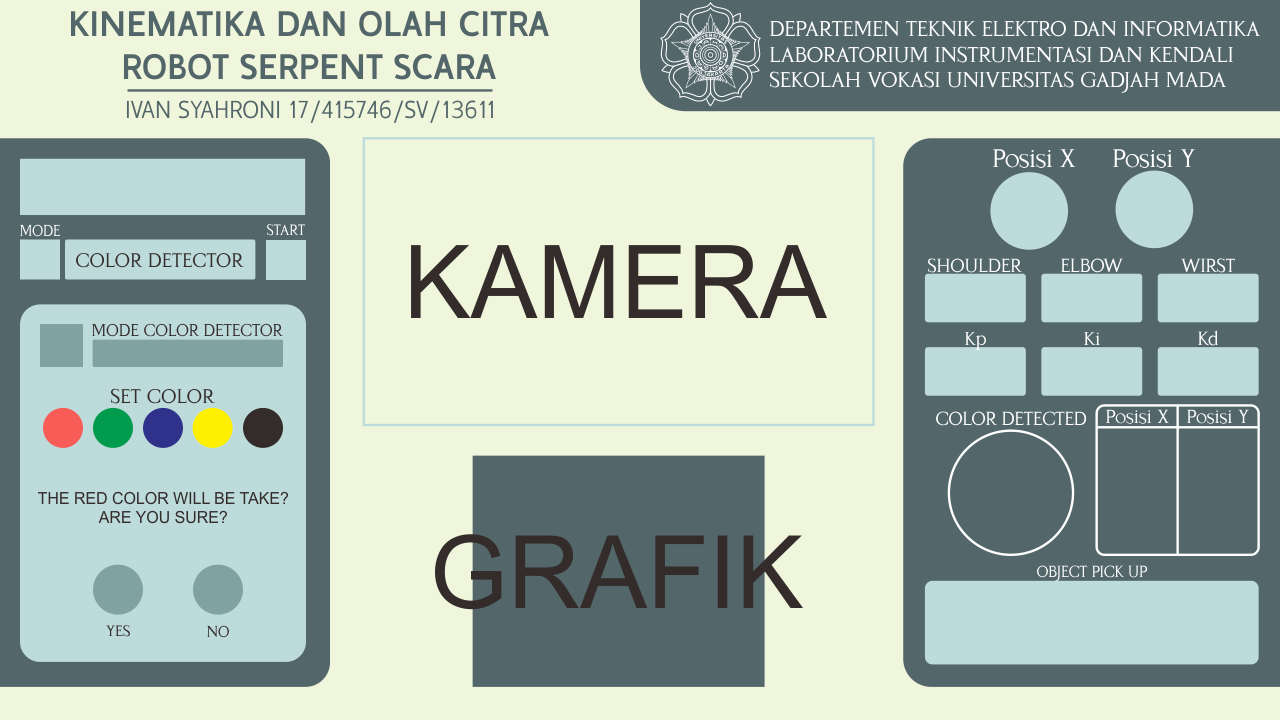 KINEMATIKA DAN OLAH CITRA
ROBOT SERPENT SCARA
IVAN SYAHRONI 17/415746/SV/13611
DEPARTEMEN TEKNIK ELEKTRO DAN INFORMATIKA
LABORATORIUM INSTRUMENTASI DAN KENDALI
SEKOLAH VOKASI UNIVERSITAS GADJAH MADA
MODE
START
COLOR DETECTOR
MODE COLOR DETECTOR
SET COLOR
THE RED COLOR WILL BE TAKE?
ARE YOU SURE?
YES
NO
KAMERA
GRAFIK
Posisi X
Posisi Y
SHOULDER
ELBOW
WIRST
Kp
Ki
Kd
COLOR DETECTED
Posisi X
Posisi Y
OBJECT PICK UP